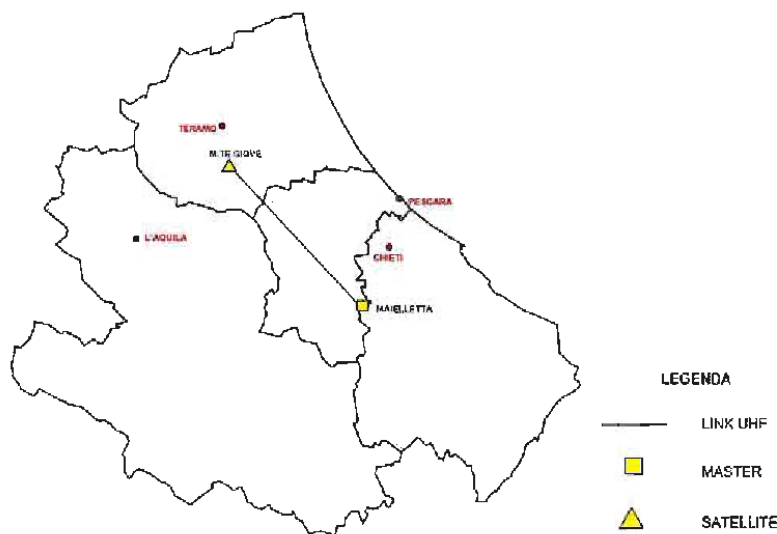 TERAMO
M.TE GIOVE
PESCARA
L'AQUILA
CHIETI
MAIELLETTA
LEGENDA
LINK UHF
MASTER
SATELLITE